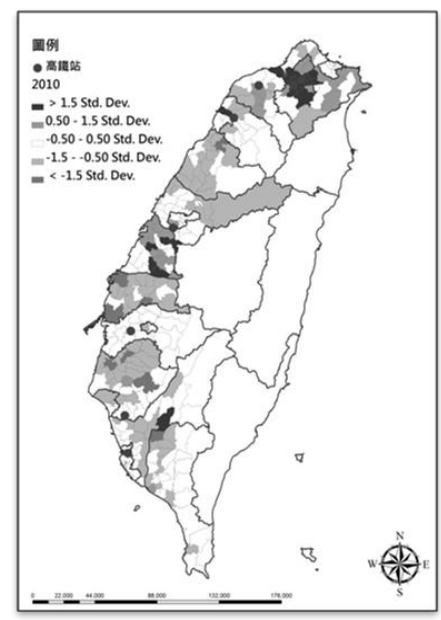 圖例
高鐵站
2010
> 1.5 Std. Dev.
0.50 - 1.5 Std. Dev.
-0.50 - 0.50 Std. Dev.
-1.5 - -0.50 Std. Dev.
< -1.5 Std. Dev.
N
W E
S
0 22,000 44,000 88,000 132,000 176,000